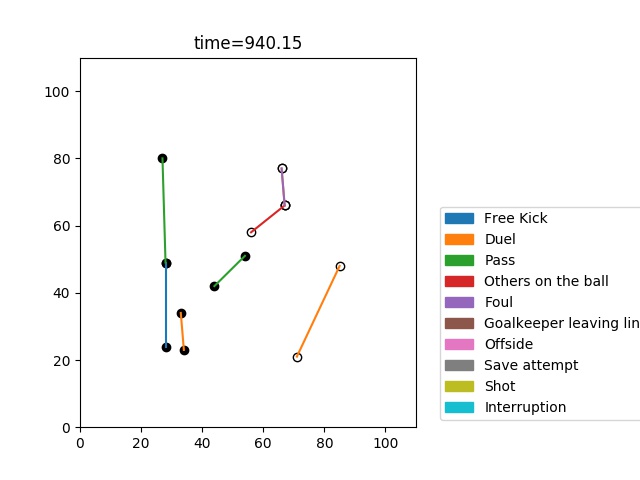 time=940.15
100
80
60
40
20
0
0 20 40 60 80 100
Free Kick
Duel
Pass
Others on the ball
Foul
Goalkeeper leaving lin
Offside
Save attempt
Shot
Interruption